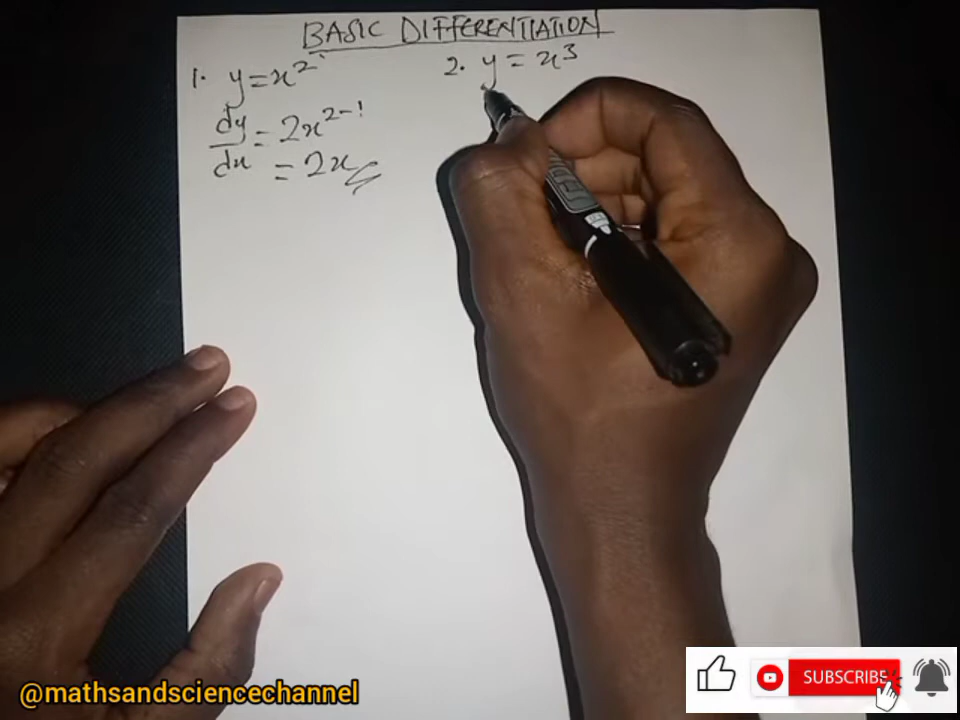 BASIC DIFFERENTIATION
1. y = x²
dy/dx = 2x²⁻¹
= 2x
2. y = x³
SUBSCRIBE
@mathsandsciencechannel